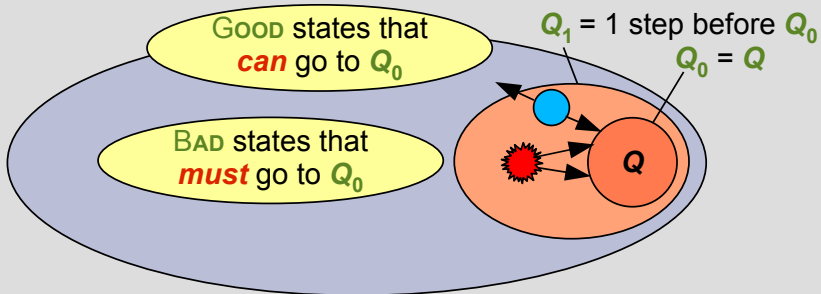 GOOD states that
can go to Q0
Q1 = 1 step before Q0
Q0 = Q
BAD states that
must go to Q0
Q